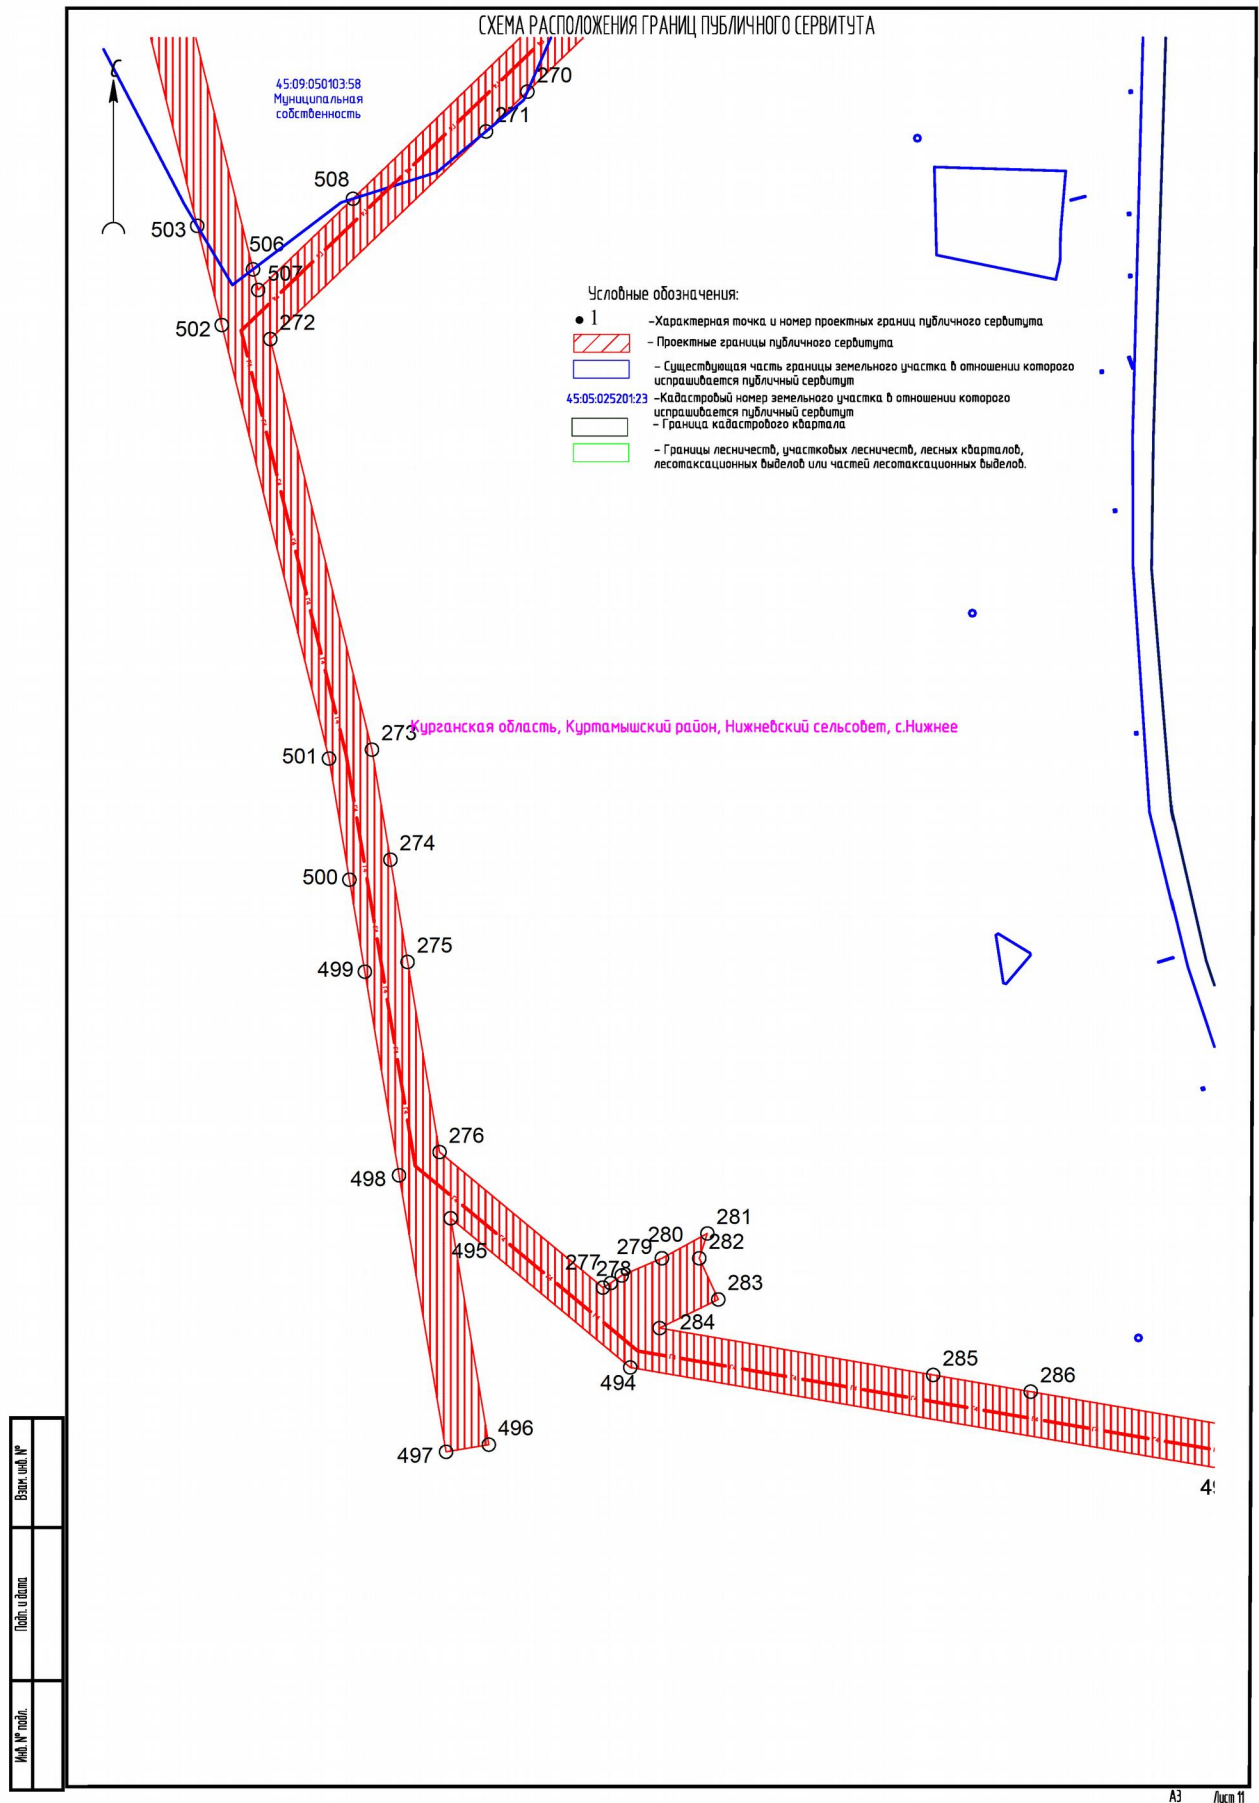 СХЕМА РАСПОЛОЖЕНИЯ ГРАНИЦ ПУБЛИЧНОГО СЕРВИТУТА
С
45:09:050103:58
Муниципальная
собственность
270
271
508
503
506
507
502
272
Условные обозначения:
1 -Характерная точка и номер проектных границ публичного сервитута
- Проектные границы публичного сервитута
- Существующая часть границы земельного участка в отношении которого
испрашивается публичный сервитут
45:05:025201:23 -Кадастровый номер земельного участка в отношении которого
испрашивается публичный сервитут
- Граница кадастрового квартала
- Границы лесничеств, участковых лесничеств, лесных кварталов,
лесотаксационных выделов или частей лесотаксационных выделов.
Курганская область, Куртамышский район, Нижневский сельсовет, с.Нижнее
273
501
274
500
275
499
276
498
495
281
280
282
279
277
278
283
284
494
285
286
496
497
Взам. инв. №
Подп. и дата
Инв. № подл.
А3
Лист 11